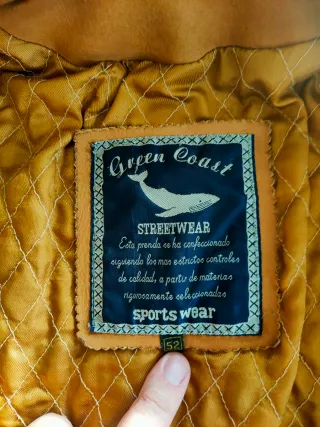 Green Coast
STREETWEAR
Esta prenda se ha confeccionado
siguiendo los mas estrictos controles
de calidad, a partir de materias
rigurosamente seleccionadas
sports wear
52